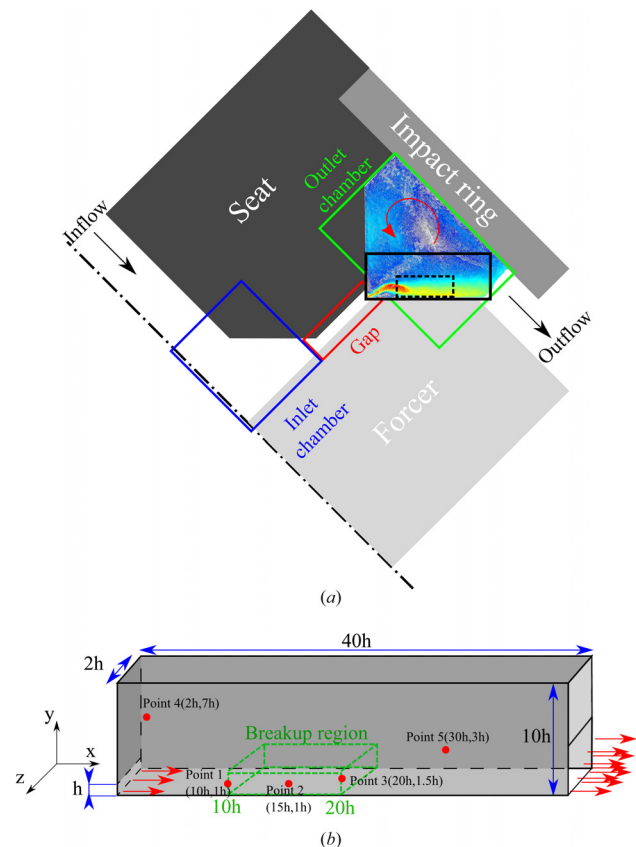 Impact ring
Seat
Outlet
chamber
Inflow
Gap
Outflow
Inlet
chamber
Forcer
(a)
40h
2h
Point 4(2h,7h)
10h
y
Breakup region
Point 5(30h,3h)
x
z
h
Point 1
(10h,1h)
Point 3(20h,1.5h)
Point 2
(15h,1h)
10h
20h
(b)